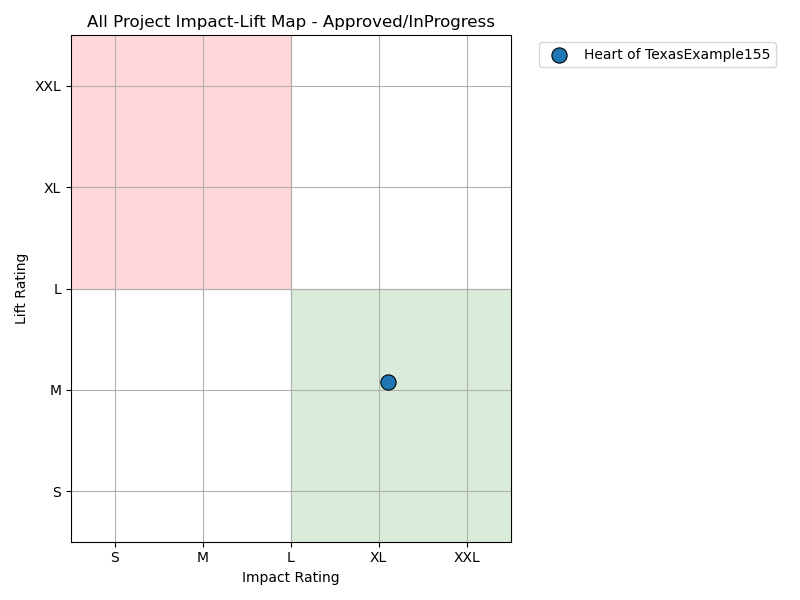 All Project Impact-Lift Map - Approved/InProgress
Heart of TexasExample155
XXL
XL
L
M
S
Lift Rating
S M L XL XXL
Impact Rating